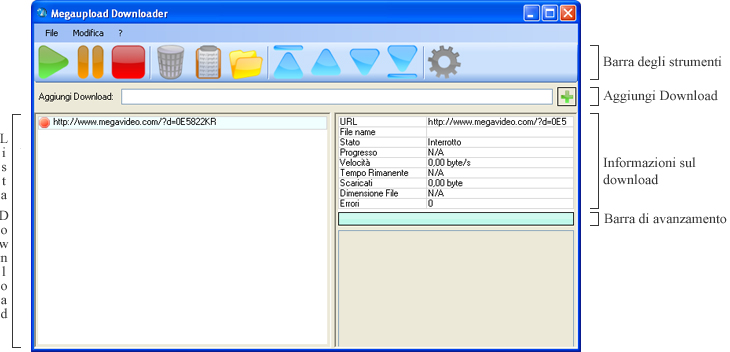 Megaupload Downloader
File Modifica ?
Barra degli strumenti
Aggiungi Download:
Aggiungi Download
Lista Download
http://www.megavideo.com/?d=0E5822KR
URL http://www.megavideo.com/?d=0E5
File name
Stato Interrotto
Progresso N/A
Velocità 0,00 byte/s
Tempo Rimanente N/A
Scaricati 0,00 byte
Dimensione File N/A
Errori 0
Informazioni sul
download
Barra di avanzamento